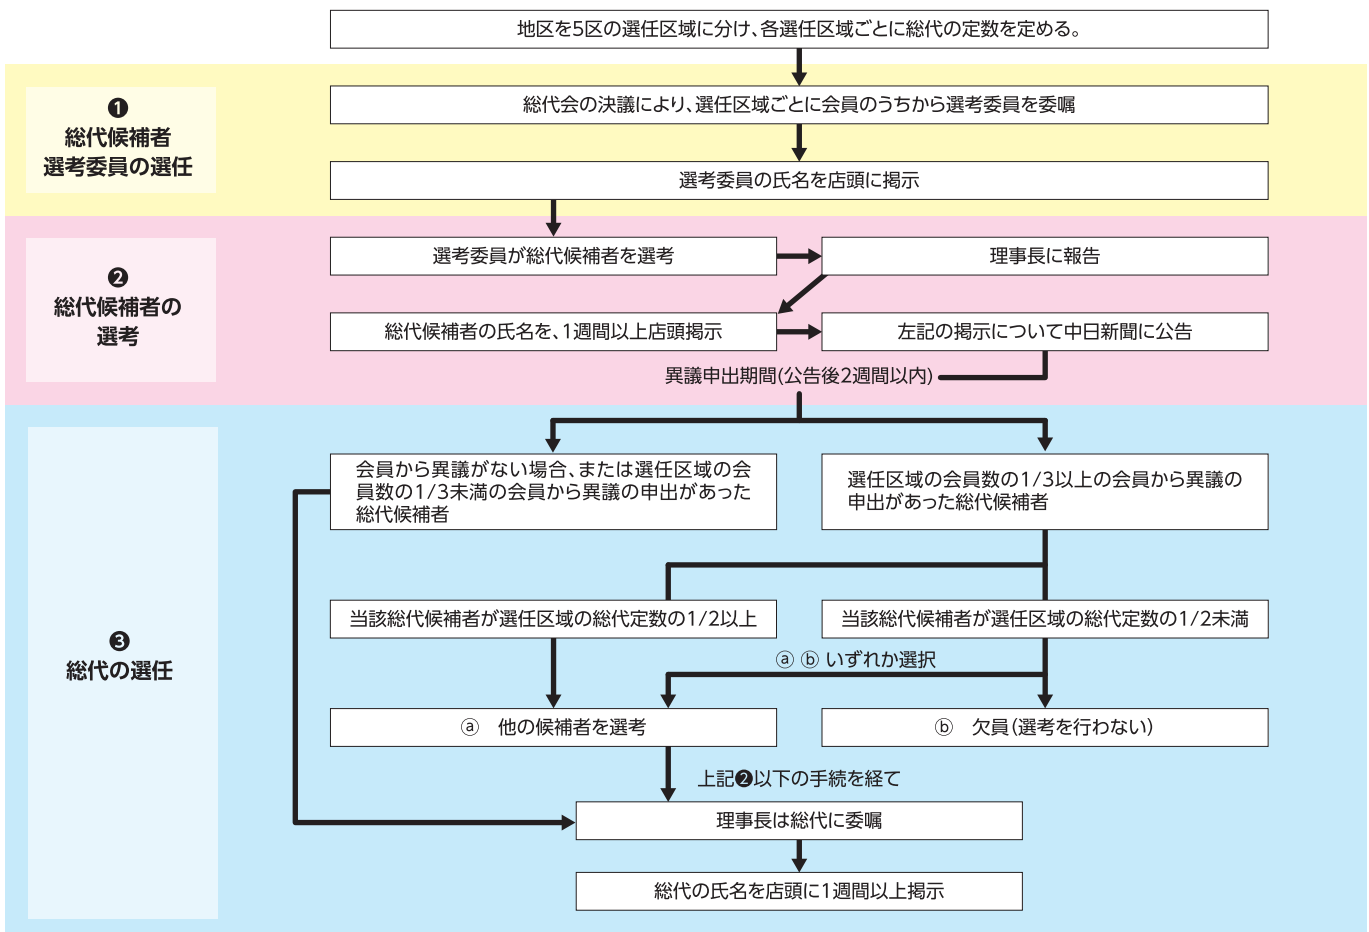 地区を5区の選任区域に分け、各選任区域ごとに総代の定数を定める。
❶
総代候補者
選考委員の選任
総代会の決議により、選任区域ごとに会員のうちから選考委員を委嘱
選考委員の氏名を店頭に掲示
❷
総代候補者の
選考
選考委員が総代候補者を選考
理事長に報告
総代候補者の氏名を、1週間以上店頭掲示
左記の掲示について中日新聞に公告
異議申出期間(公告後2週間以内)
❸
総代の選任
会員から異議がない場合、または選任区域の会
員数の1/3未満の会員から異議の申出があった
総代候補者
選任区域の会員数の1/3以上の会員から異議の
申出があった総代候補者
当該総代候補者が選任区域の総代定数の1/2以上
当該総代候補者が選任区域の総代定数の1/2未満
ⓐ ⓑ いずれか選択
ⓐ 他の候補者を選考
ⓑ 欠員(選考を行わない)
上記❷以下の手続を経て
理事長は総代に委嘱
総代の氏名を店頭に1週間以上掲示